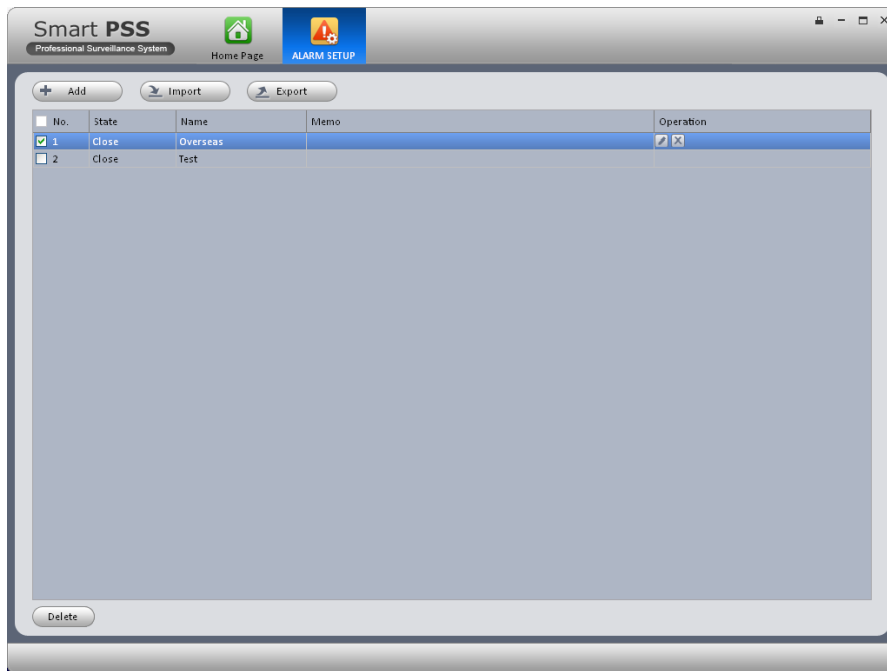 Smart PSS
Professional Surveillance System
Home Page
ALARM SETUP
Add
Import
Export
No. State Name Memo Operation
1 Close Overseas
2 Close Test
Delete